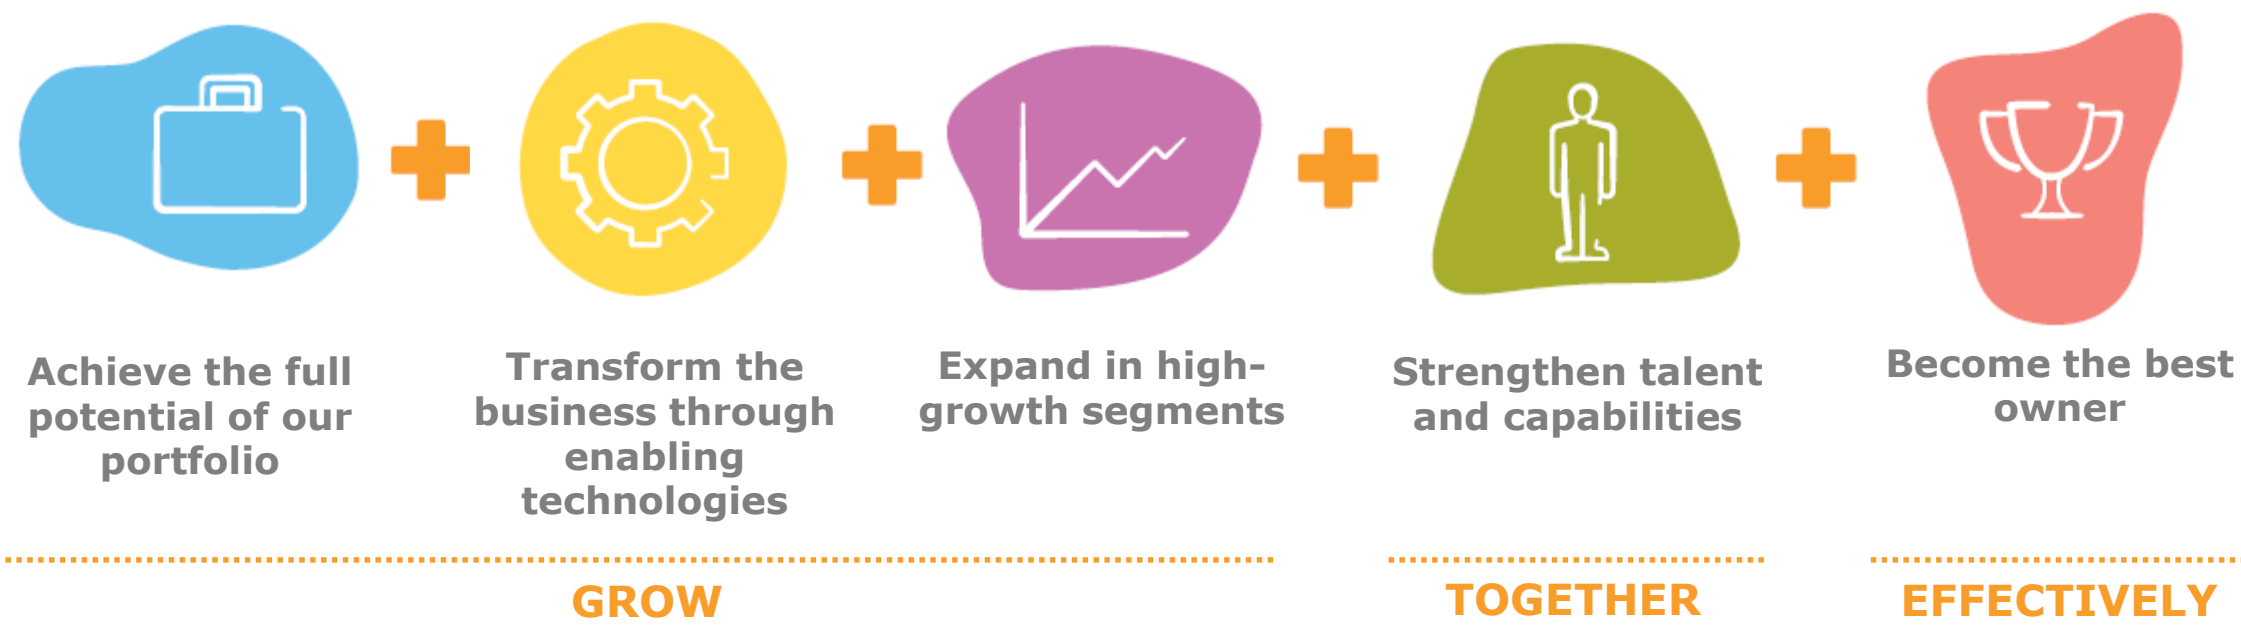 Achieve the full
potential of our
portfolio
Transform the
business through
enabling
technologies
Expand in high-
growth segments
Strengthen talent
and capabilities
Become the best
owner
GROW
TOGETHER
EFFECTIVELY